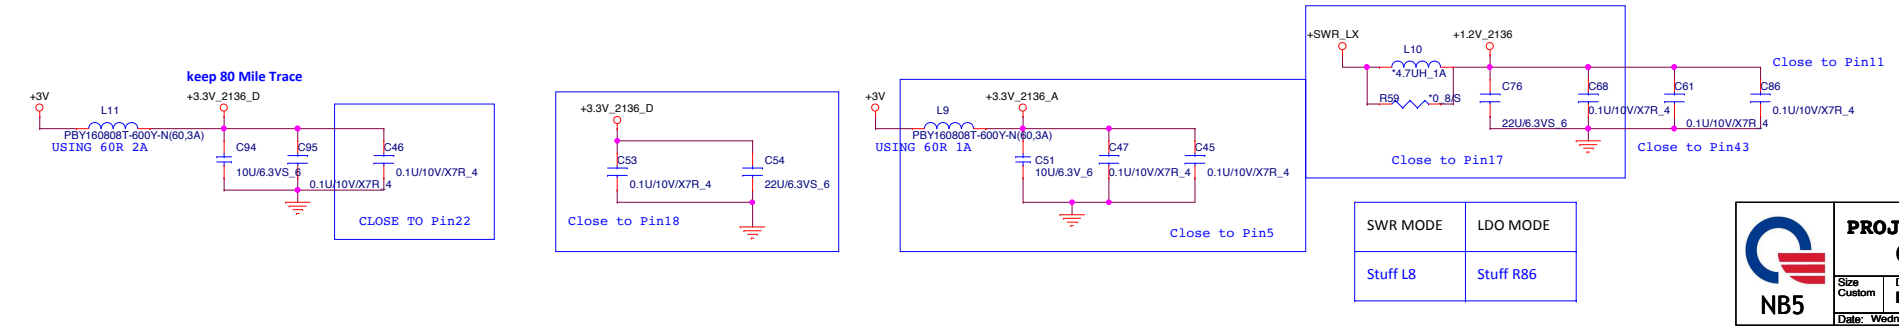 keep 80 Mile Trace
+3V
L11
+3.3V_2136_D
PBY160808T-600Y-N(60,3A)
USING 60R 2A
C94
10U/6.3VS_6
C95
0.1U/10V/X7R_4
C46
0.1U/10V/X7R_4
CLOSE TO Pin22
+3.3V_2136_D
C53
0.1U/10V/X7R_4
C54
22U/6.3VS_6
Close to Pin18
+3V
L9
+3.3V_2136_A
PBY160808T-600Y-N(60,3A)
USING 60R 1A
C51
10U/6.3V_6
C47
0.1U/10V/X7R_4
C45
0.1U/10V/X7R_4
Close to Pin5
+SWR_LX
L10
*4.7UH_1A
R59
*0_8/S
+1.2V_2136
C76
22U/6.3VS_6
C68
0.1U/10V/X7R_4
C61
0.1U/10V/X7R_4
C86
0.1U/10V/X7R_4
Close to Pin11
Close to Pin17
Close to Pin43
SWR MODE
LDO MODE
Stuff L8
Stuff R86
NB5
PROJ
Size
Custom
Date: Wedn